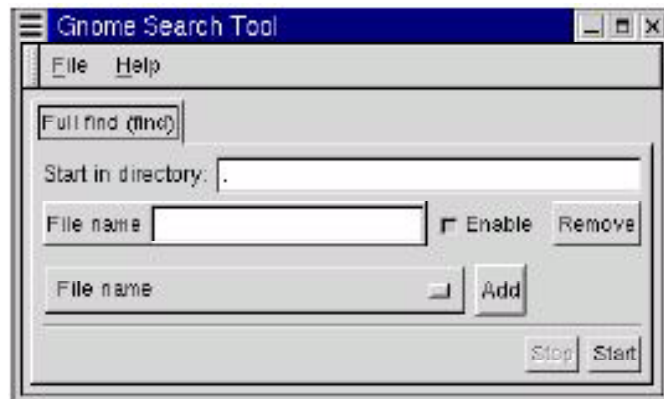 Gnome Search Tool
File Help
Full find (find)
Start in directory: .
File name Enable Remove
File name Add
Stop Start